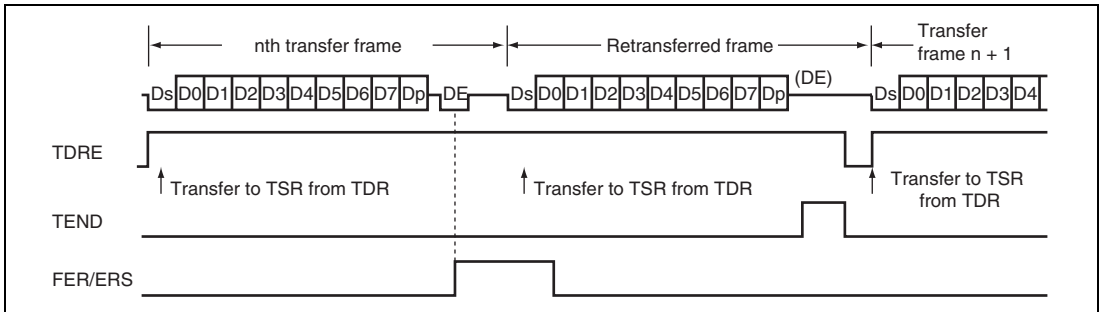 nth transfer frame
Retransferred frame
Transfer
frame n + 1
Ds D0 D1 D2 D3 D4 D5 D6 D7 Dp DE Ds D0 D1 D2 D3 D4 D5 D6 D7 Dp (DE) Ds D0 D1 D2 D3 D4
TDRE
Transfer to TSR from TDR
Transfer to TSR from TDR
Transfer to TSR
from TDR
TEND
FER/ERS